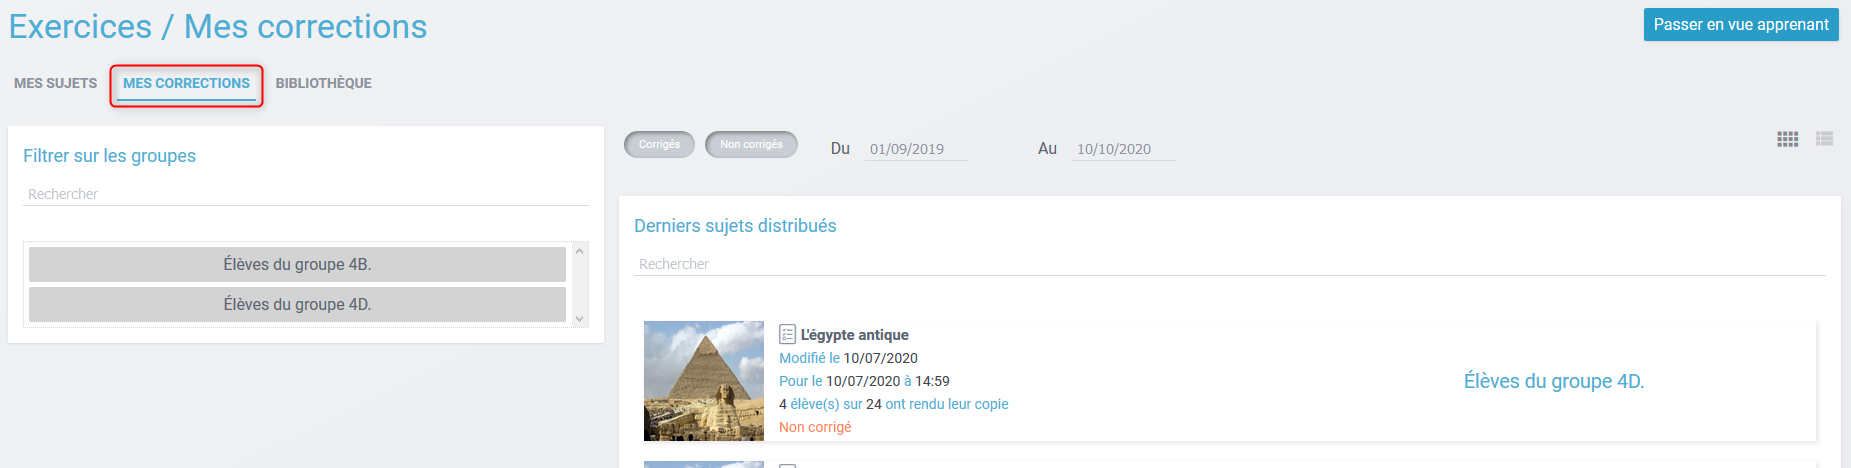 Exercices / Mes corrections
Passer en vue apprenant
MES SUJETS MES CORRECTIONS BIBLIOTHÈQUE
Filtrer sur les groupes
Rechercher
Élèves du groupe 4B.
Élèves du groupe 4D.
Corrigés Non corrigés Du 01/09/2019 Au 10/10/2020
Derniers sujets distribués
Rechercher
L'égypte antique
Modifié le 10/07/2020
Pour le 10/07/2020 à 14:59
4 élève(s) sur 24 ont rendu leur copie
Non corrigé
Élèves du groupe 4D.